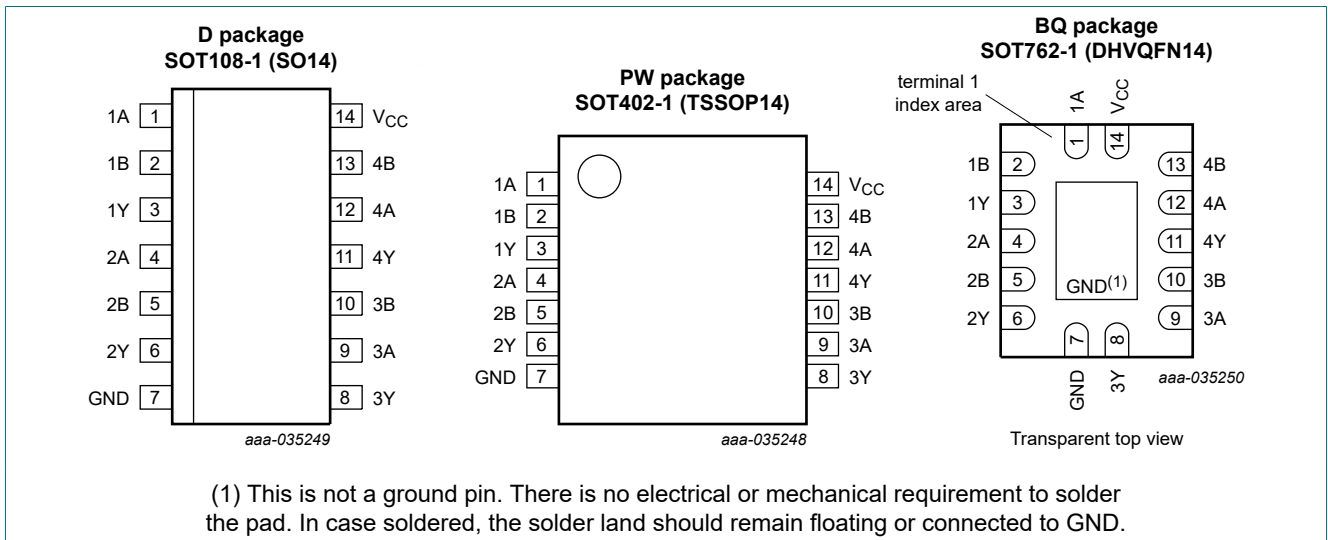 D package
SOT108-1 (SO14)
1A 1
1B 2
1Y 3
2A 4
2B 5
2Y 6
GND 7
14 VCC
13 4B
12 4A
11 4Y
10 3B
9 3A
8 3Y
aaa-035249
PW package
SOT402-1 (TSSOP14)
1A 1
1B 2
1Y 3
2A 4
2B 5
2Y 6
GND 7
14 VCC
13 4B
12 4A
11 4Y
10 3B
9 3A
8 3Y
aaa-035248
BQ package
SOT762-1 (DHVQFN14)
terminal 1
index area
1A VCC
1 14
1B 2
1Y 3
2A 4
2B 5
2Y 6
13 4B
12 4A
11 4Y
10 3B
9 3A
GND(1)
7 8
GND 3Y
aaa-035250
Transparent top view
(1) This is not a ground pin. There is no electrical or mechanical requirement to solder
the pad. In case soldered, the solder land should remain floating or connected to GND.